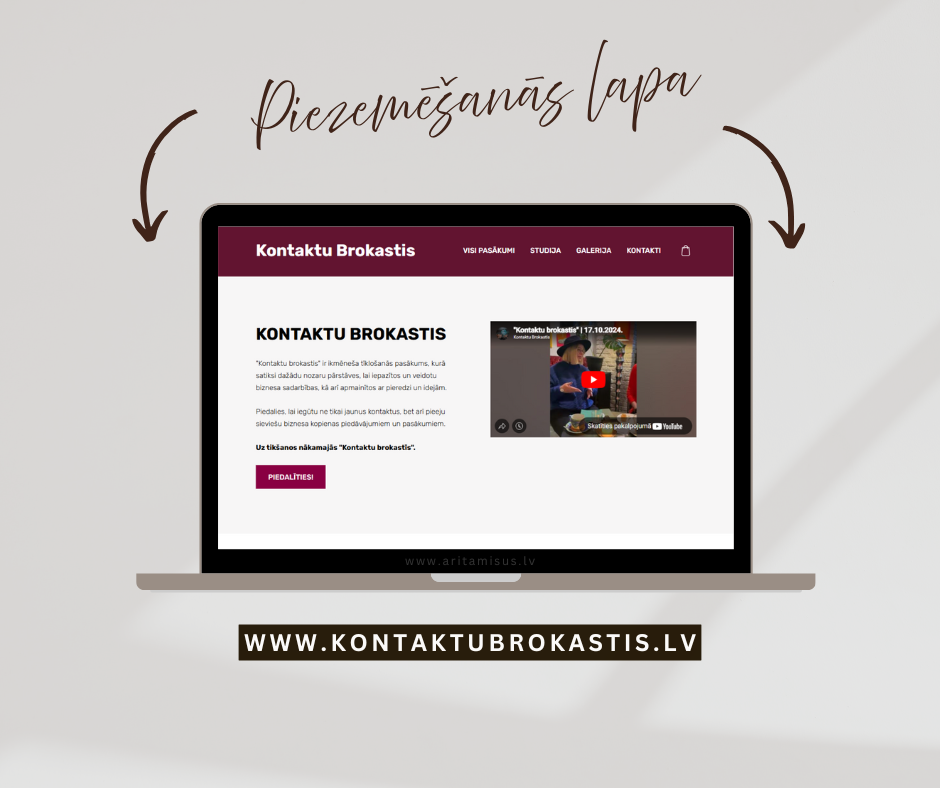 Piezemēšanās lapa
Kontaktu Brokastis
VISI PASĀKUMI STUDIJA GALERIJA KONTAKTI
KONTAKTU BROKASTIS
"Kontaktu brokastis" ir ikmēneša tīklošanās pasākums, kurā
satiksi dažādu nozaru pārstāves, lai iepazītos un veidotu
biznesa sadarbības, kā arī apmainītos ar pieredzi un idejām.
Piedalies, lai iegūtu ne tikai jaunus kontaktus, bet arī pieeju
sieviešu biznesa kopienas piedāvājumiem un pasākumiem.
Uz tikšanos nākamajās "Kontaktu brokastīs".
PIEDALĪTIES!
"Kontaktu brokastis" | 17.10.2024.
Kontaktu Brokastis
Skatīties pakalpojumā YouTube
www.aritamisus.lv
WWW.KONTAKTUBROKASTIS.LV